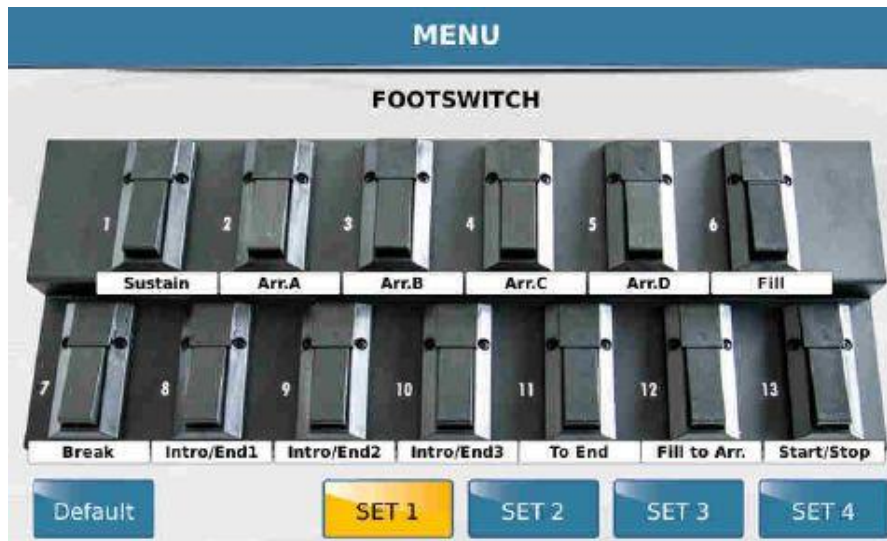 MENU
FOOTSWITCH
1 2 3 4 5 6
Sustain Arr.A Arr.B Arr.C Arr.D Fill
7 8 9 10 11 12 13
Break Intro/End1 Intro/End2 Intro/End3 To End Fill to Arr. Start/Stop
Default SET 1 SET 2 SET 3 SET 4